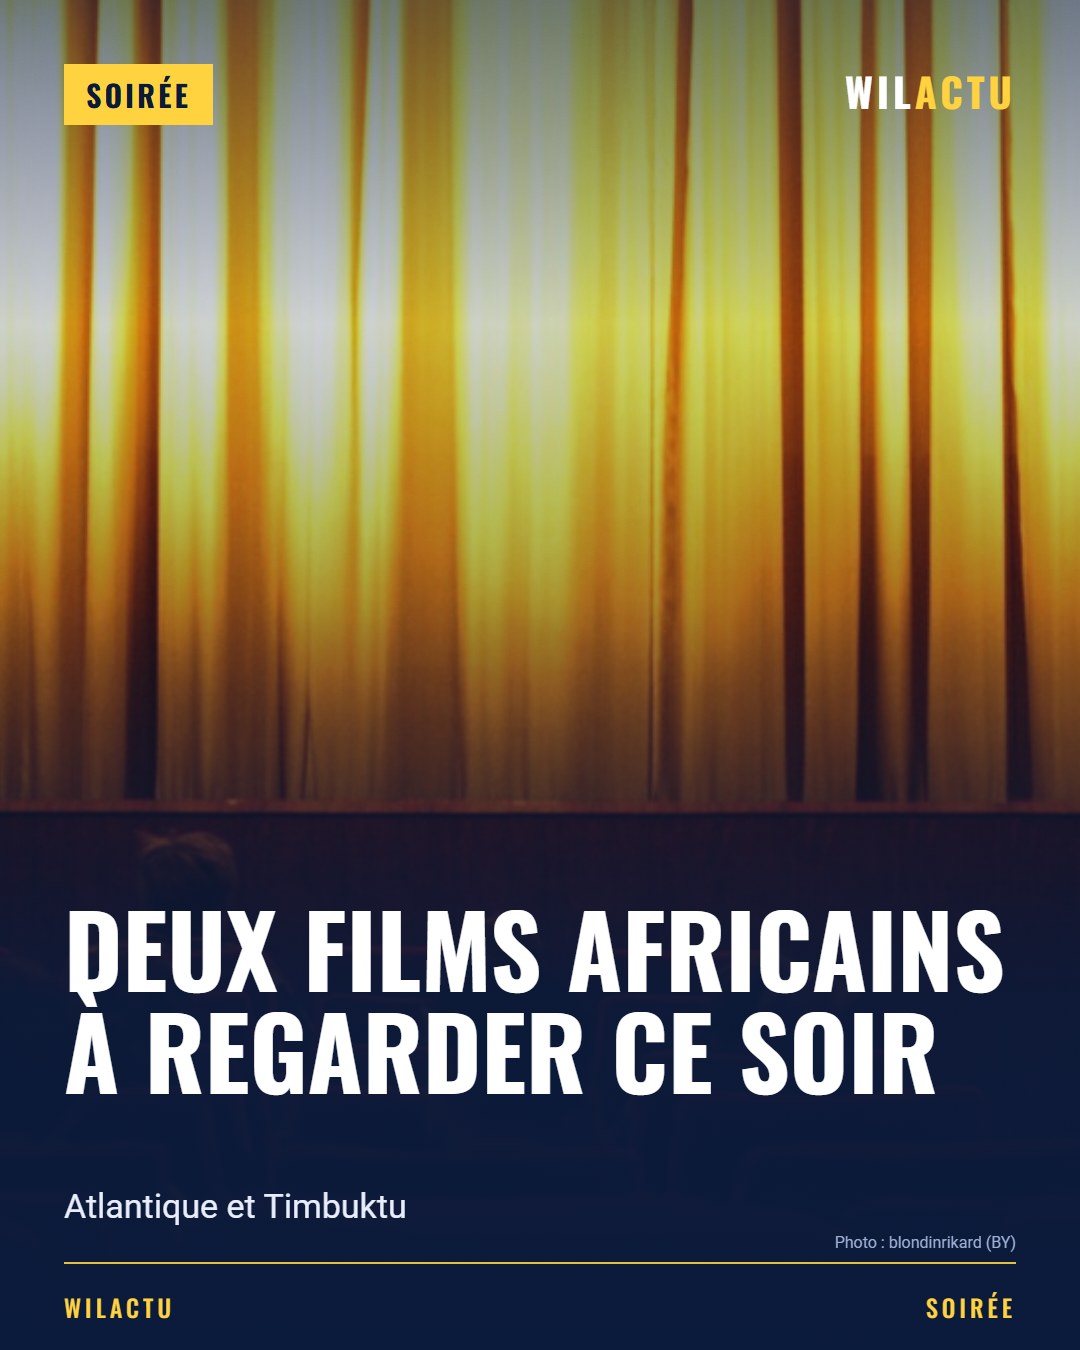 SOIRÉE
WILACTU
DEUX FILMS AFRICAINS
À REGARDER CE SOIR
Atlantique et Timbuktu
Photo : blondinrikard (BY)
WILACTU
SOIRÉE